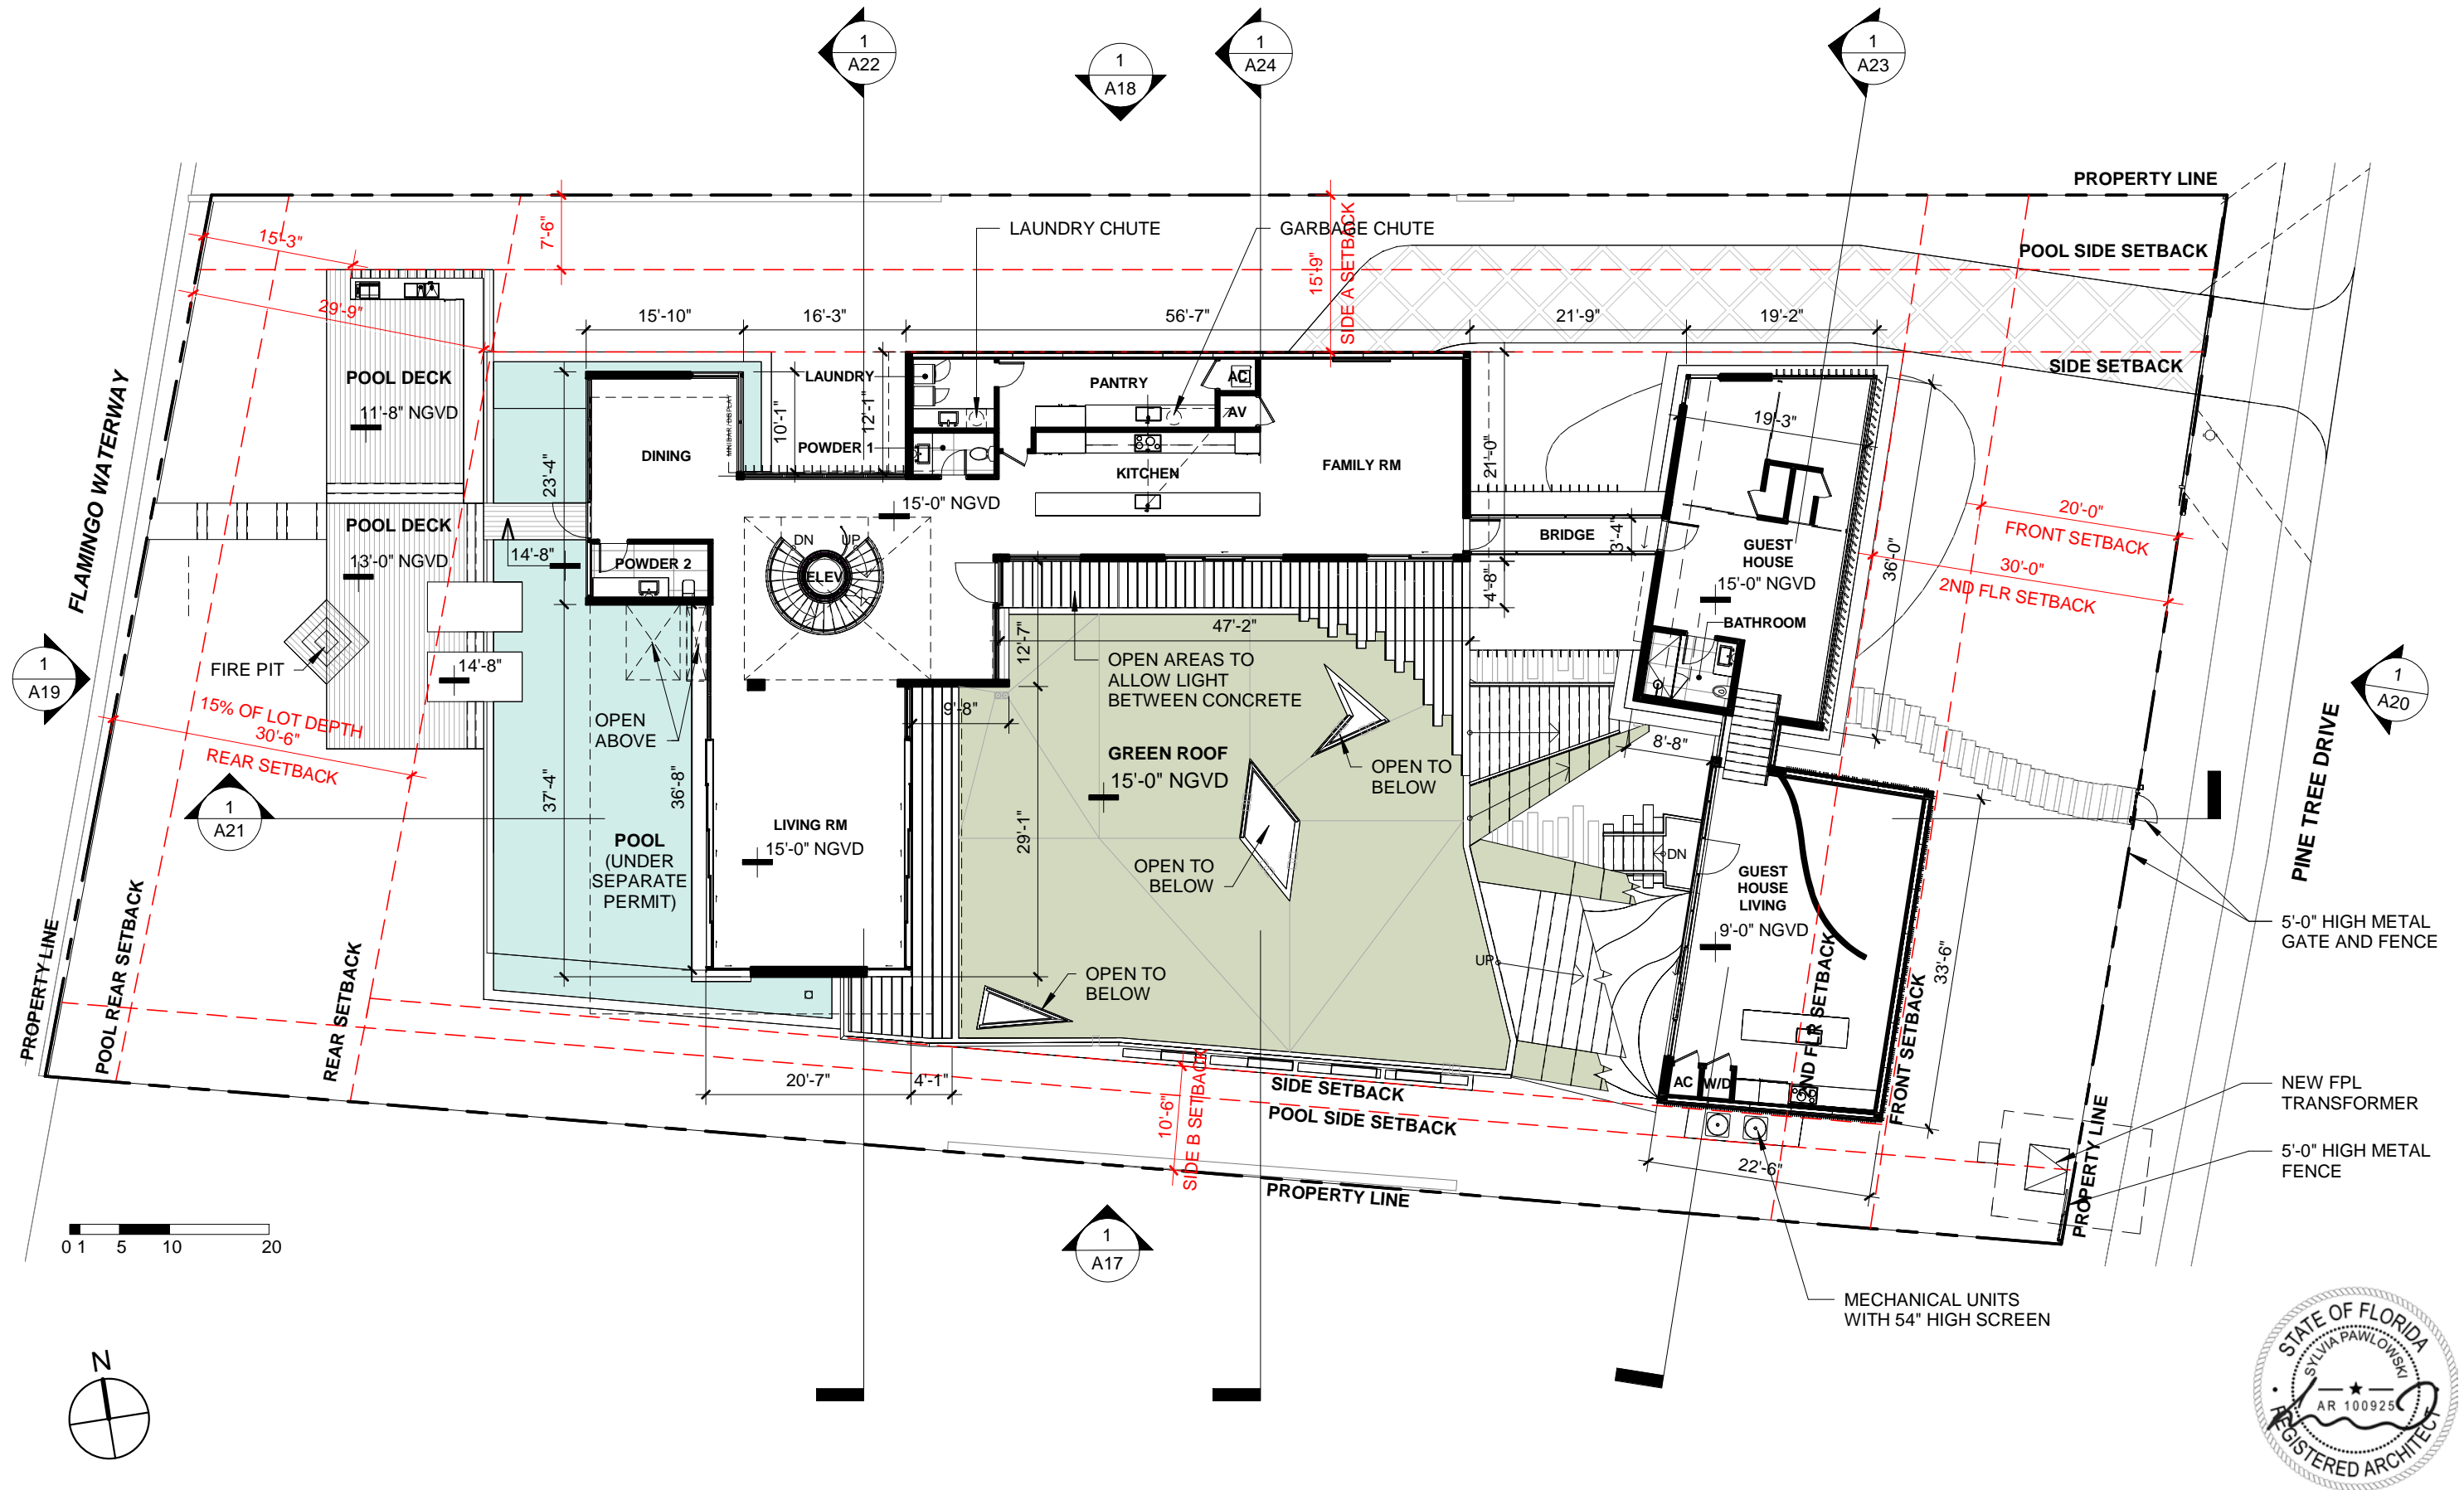 1
A22
1
A18
1
A24
1
A23
PROPERTY LINE
15'-3"
7'-6"
LAUNDRY CHUTE
GARBAGE CHUTE
15'-9"
SIDE A SETBACK
POOL SIDE SETBACK
29'-9"
15'-10"
16'-3"
56'-7"
21'-9"
19'-2"
SIDE SETBACK
FLAMINGO WATERWAY
POOL DECK
11'-8" NGVD
LAUNDRY
PANTRY
AC
AV
10'-1"
12'-1"
19'-3"
DINING
MINIBAR/DISPLAY
POWDER 1
KITCHEN
FAMILY RM
21'-0"
23'-4"
15'-0" NGVD
20'-0"
FRONT SETBACK
POOL DECK
13'-0" NGVD
14'-8"
POWDER 2
DN
UP
ELEV
BRIDGE
3'-4"
GUEST
HOUSE
15'-0" NGVD
36'-0"
30'-0"
2ND FLR SETBACK
4'-8"
BATHROOM
47'-2"
12'-7"
FIRE PIT
14'-8"
1
A19
1
A20
15% OF LOT DEPTH
30'-6"
REAR SETBACK
OPEN
ABOVE
OPEN AREAS TO
ALLOW LIGHT
BETWEEN CONCRETE
9'-8"
8'-8"
GREEN ROOF
15'-0" NGVD
OPEN TO
BELOW
1
A21
37'-4"
36'-8"
29'-1"
POOL
(UNDER
SEPARATE
PERMIT)
LIVING RM
15'-0" NGVD
OPEN TO
BELOW
DN
GUEST
HOUSE
LIVING
9'-0" NGVD
PINE TREE DRIVE
5'-0" HIGH METAL
GATE AND FENCE
PROPERTY LINE
POOL REAR SETBACK
REAR SETBACK
OPEN TO
BELOW
UP
33'-6"
2ND FLR SETBACK
FRONT SETBACK
20'-7"
4'-1"
10'-6"
SIDE B SETBACK
SIDE SETBACK
POOL SIDE SETBACK
AC
W/D
NEW FPL
TRANSFORMER
PROPERTY LINE
22'-6"
5'-0" HIGH METAL
FENCE
PROPERTY LINE
0 1 5 10 20
1
A17
MECHANICAL UNITS
WITH 54" HIGH SCREEN
N
STATE OF FLORIDA
SYLVIA PAWLOWSKI
AR 100925
REGISTERED ARCHITECT